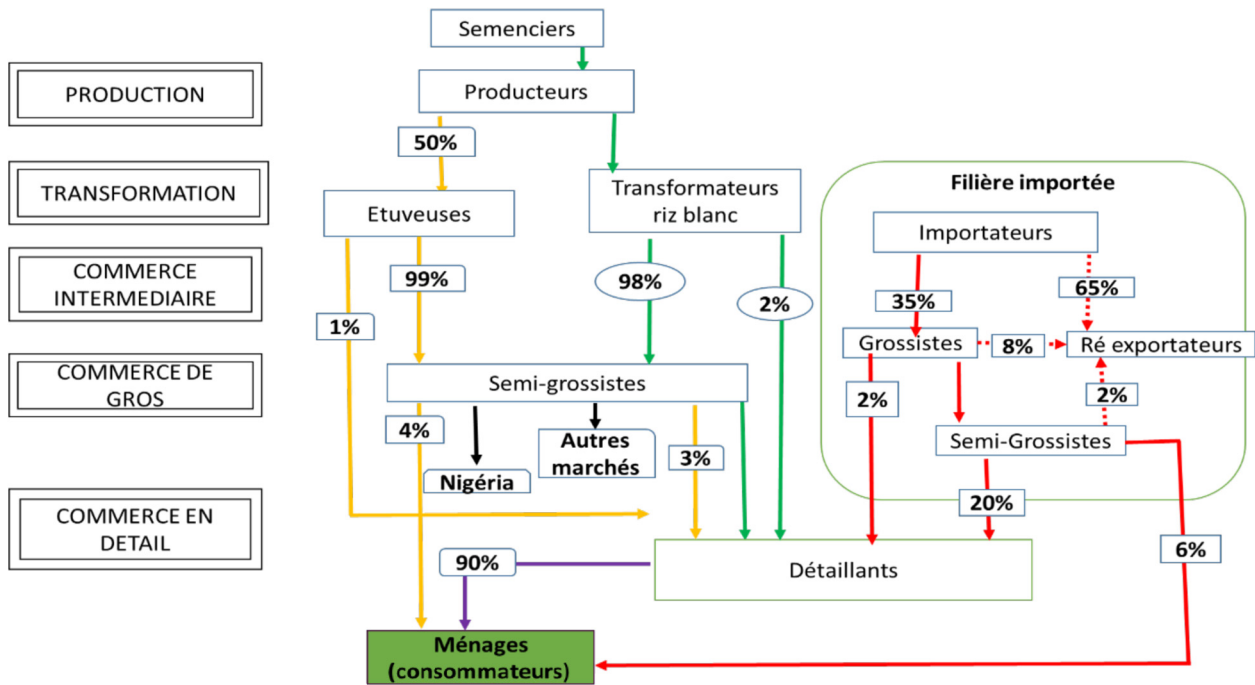 Semenciers
PRODUCTION
Producteurs
50%
TRANSFORMATION
Etuveuses
Transformateurs
riz blanc
Filière importée
Importateurs
COMMERCE
INTERMEDIAIRE
99%
98%
2%
1%
35%
65%
Grossistes
8%
Ré exportateurs
COMMERCE DE
GROS
Semi-grossistes
2%
2%
4%
Nigéria
Autres
marchés
3%
Semi-Grossistes
20%
COMMERCE EN
DETAIL
6%
90%
Détaillants
Ménages
(consommateurs)